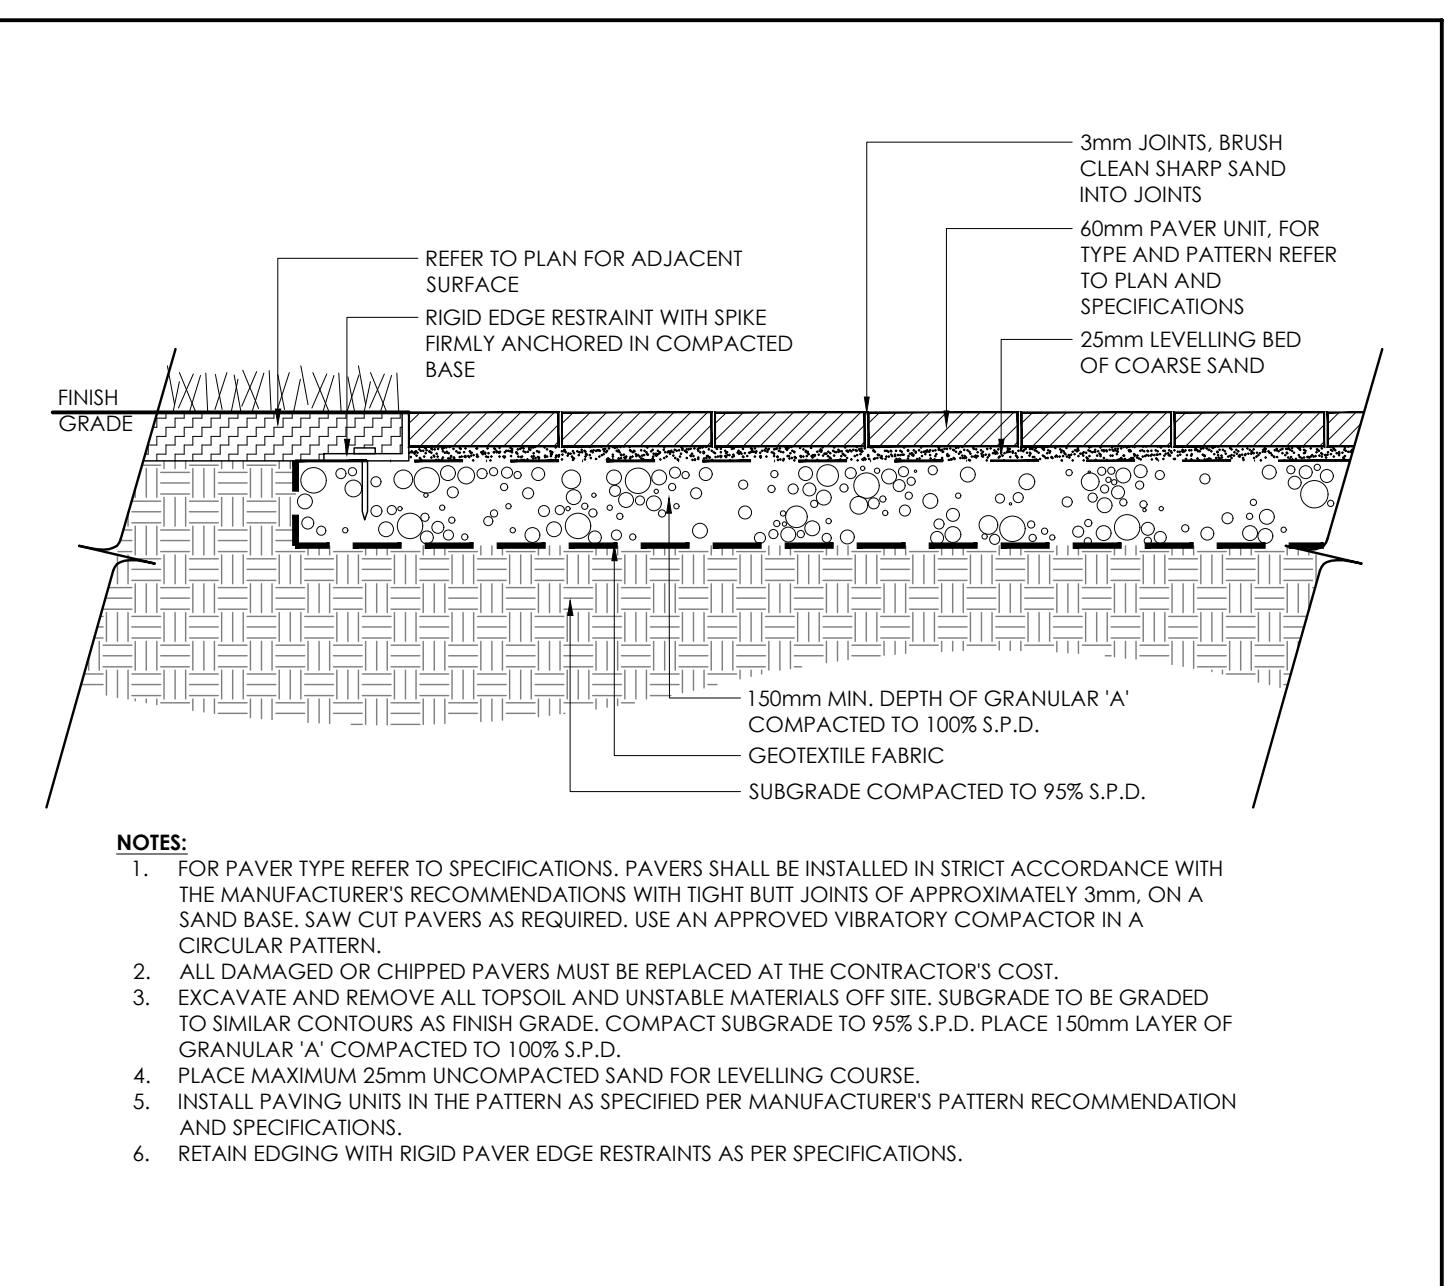 3mm JOINTS, BRUSH
CLEAN SHARP SAND
INTO JOINTS
60mm PAVER UNIT, FOR
TYPE AND PATTERN REFER
TO PLAN AND
SPECIFICATIONS
25mm LEVELLING BED
OF COARSE SAND
REFER TO PLAN FOR ADJACENT
SURFACE
RIGID EDGE RESTRAINT WITH SPIKE
FIRMLY ANCHORED IN COMPACTED
BASE
FINISH
GRADE
150mm MIN. DEPTH OF GRANULAR 'A'
COMPACTED TO 100% S.P.D.
GEOTEXTILE FABRIC
SUBGRADE COMPACTED TO 95% S.P.D.
NOTES:
1. FOR PAVER TYPE REFER TO SPECIFICATIONS. PAVERS SHALL BE INSTALLED IN STRICT ACCORDANCE WITH
THE MANUFACTURER'S RECOMMENDATIONS WITH TIGHT BUTT JOINTS OF APPROXIMATELY 3mm, ON A
SAND BASE. SAW CUT PAVERS AS REQUIRED. USE AN APPROVED VIBRATORY COMPACTOR IN A
CIRCULAR PATTERN.
2. ALL DAMAGED OR CHIPPED PAVERS MUST BE REPLACED AT THE CONTRACTOR'S COST.
3. EXCAVATE AND REMOVE ALL TOPSOIL AND UNSTABLE MATERIALS OFF SITE. SUBGRADE TO BE GRADED
TO SIMILAR CONTOURS AS FINISH GRADE. COMPACT SUBGRADE TO 95% S.P.D. PLACE 150mm LAYER OF
GRANULAR 'A' COMPACTED TO 100% S.P.D.
4. PLACE MAXIMUM 25mm UNCOMPACTED SAND FOR LEVELLING COURSE.
5. INSTALL PAVING UNITS IN THE PATTERN AS SPECIFIED PER MANUFACTURER'S PATTERN RECOMMENDATION
AND SPECIFICATIONS.
6. RETAIN EDGING WITH RIGID PAVER EDGE RESTRAINTS AS PER SPECIFICATIONS.